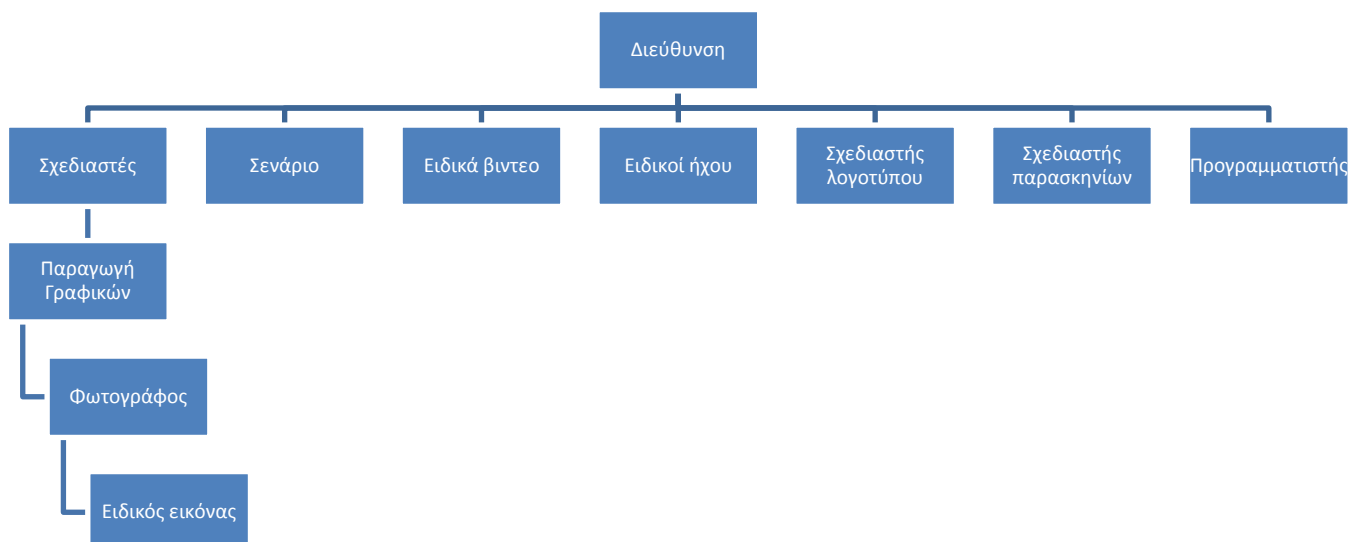 Διεύθυνση
Σχεδιαστές
Σενάριο
Ειδικά βιντεο
Ειδικοί ήχου
Σχεδιαστής
λογοτύπου
Σχεδιαστής
παρασκηνίων
Προγραμματιστής
Παραγωγή
Γραφικών
Φωτογράφος
Ειδικός εικόνας